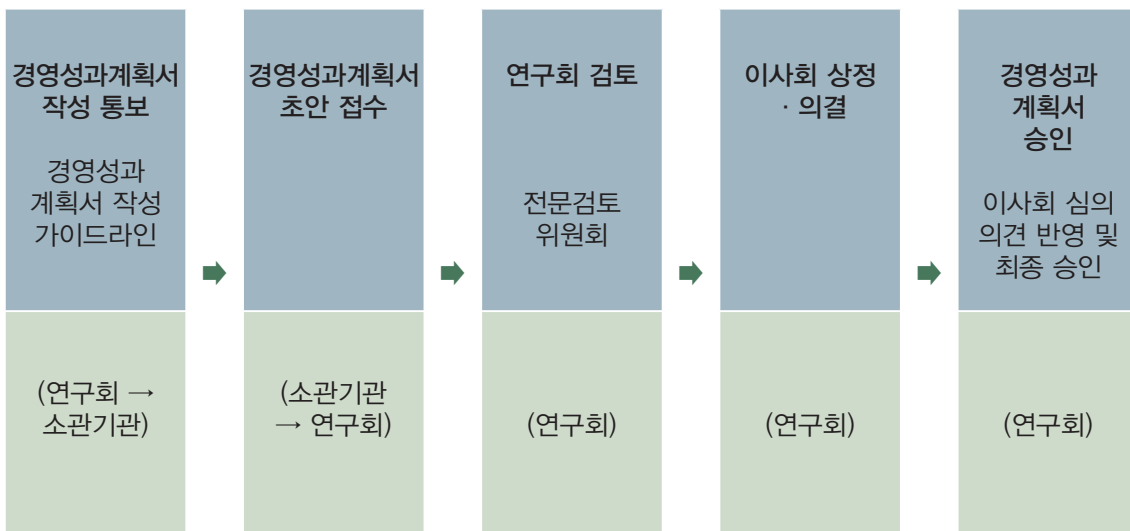 경영성과계획서
작성 통보
경영성과
계획서 작성
가이드라인
(연구회 →
소관기관)
경영성과계획서
초안 접수
(소관기관
→ 연구회)
연구회 검토
전문검토
위원회
(연구회)
이사회 상정
· 의결
(연구회)
경영성과
계획서
승인
이사회 심의
의견 반영 및
최종 승인
(연구회)